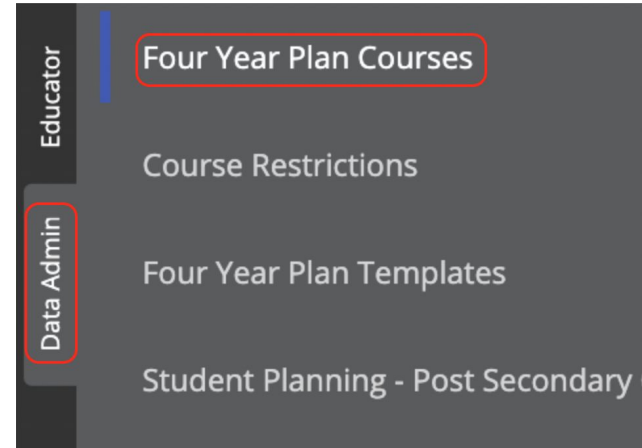 Educator
Data Admin
Four Year Plan Courses
Course Restrictions
Four Year Plan Templates
Student Planning - Post Secondary